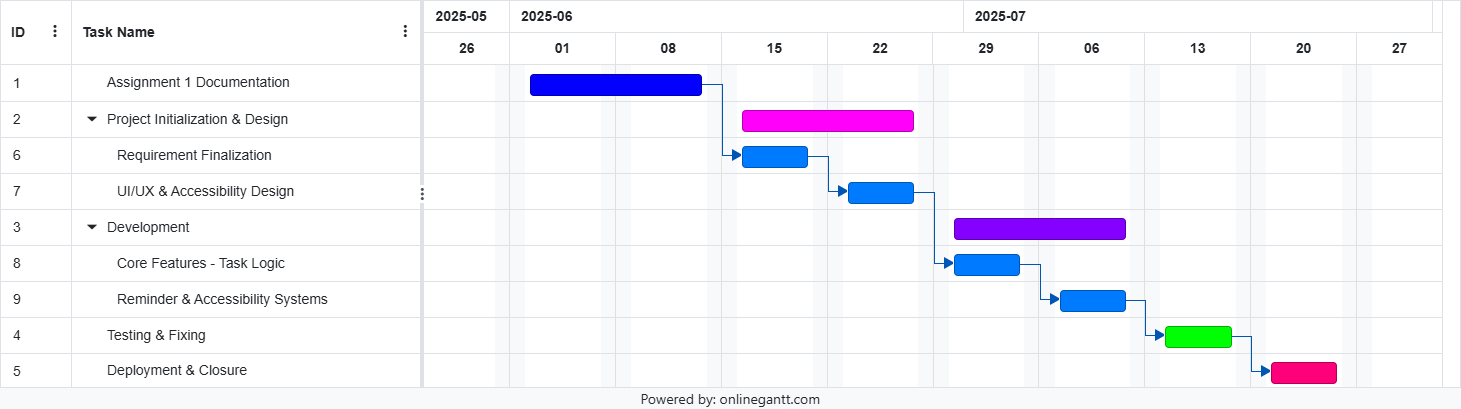 ID Task Name 2025-05 2025-06 2025-07
26 01 08 15 22 29 06 13 20 27
1 Assignment 1 Documentation
2 Project Initialization & Design
6 Requirement Finalization
7 UI/UX & Accessibility Design
3 Development
8 Core Features - Task Logic
9 Reminder & Accessibility Systems
4 Testing & Fixing
5 Deployment & Closure
Powered by: onlinegantt.com